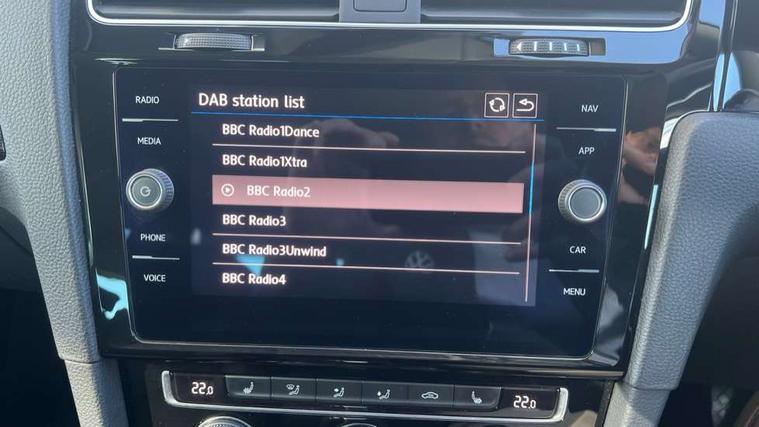 RADIO
MEDIA
PHONE
VOICE
DAB station list
BBC Radio1Dance
BBC Radio1Xtra
BBC Radio2
BBC Radio3
BBC Radio3Unwind
BBC Radio4
NAV
APP
CAR
MENU
22.0
22.0